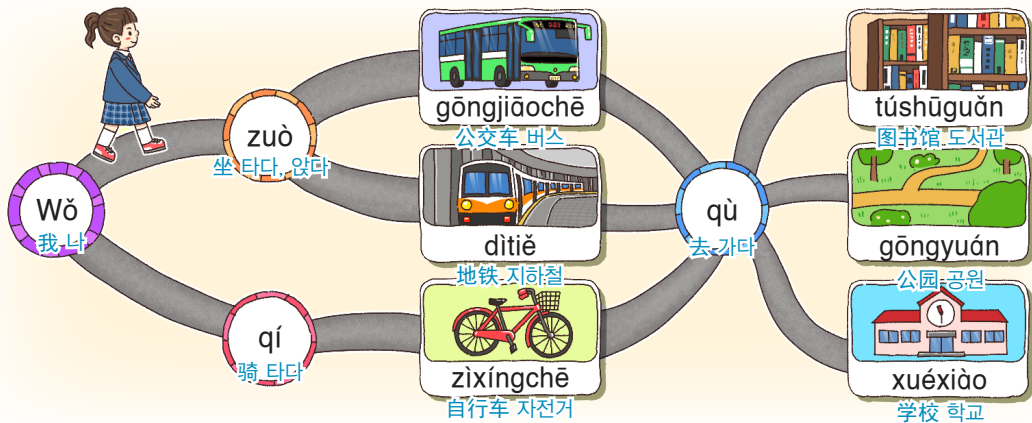 Wǒ
我 나
zuò
坐 타다, 앉다
qí
骑 타다
gōngjiāochē
公交车 버스
dìtiě
地铁 지하철
zìxíngchē
自行车 자전거
qù
去 가다
túshūguǎn
图书馆 도서관
gōngyuán
公园 공원
xuéxiào
学校 학교